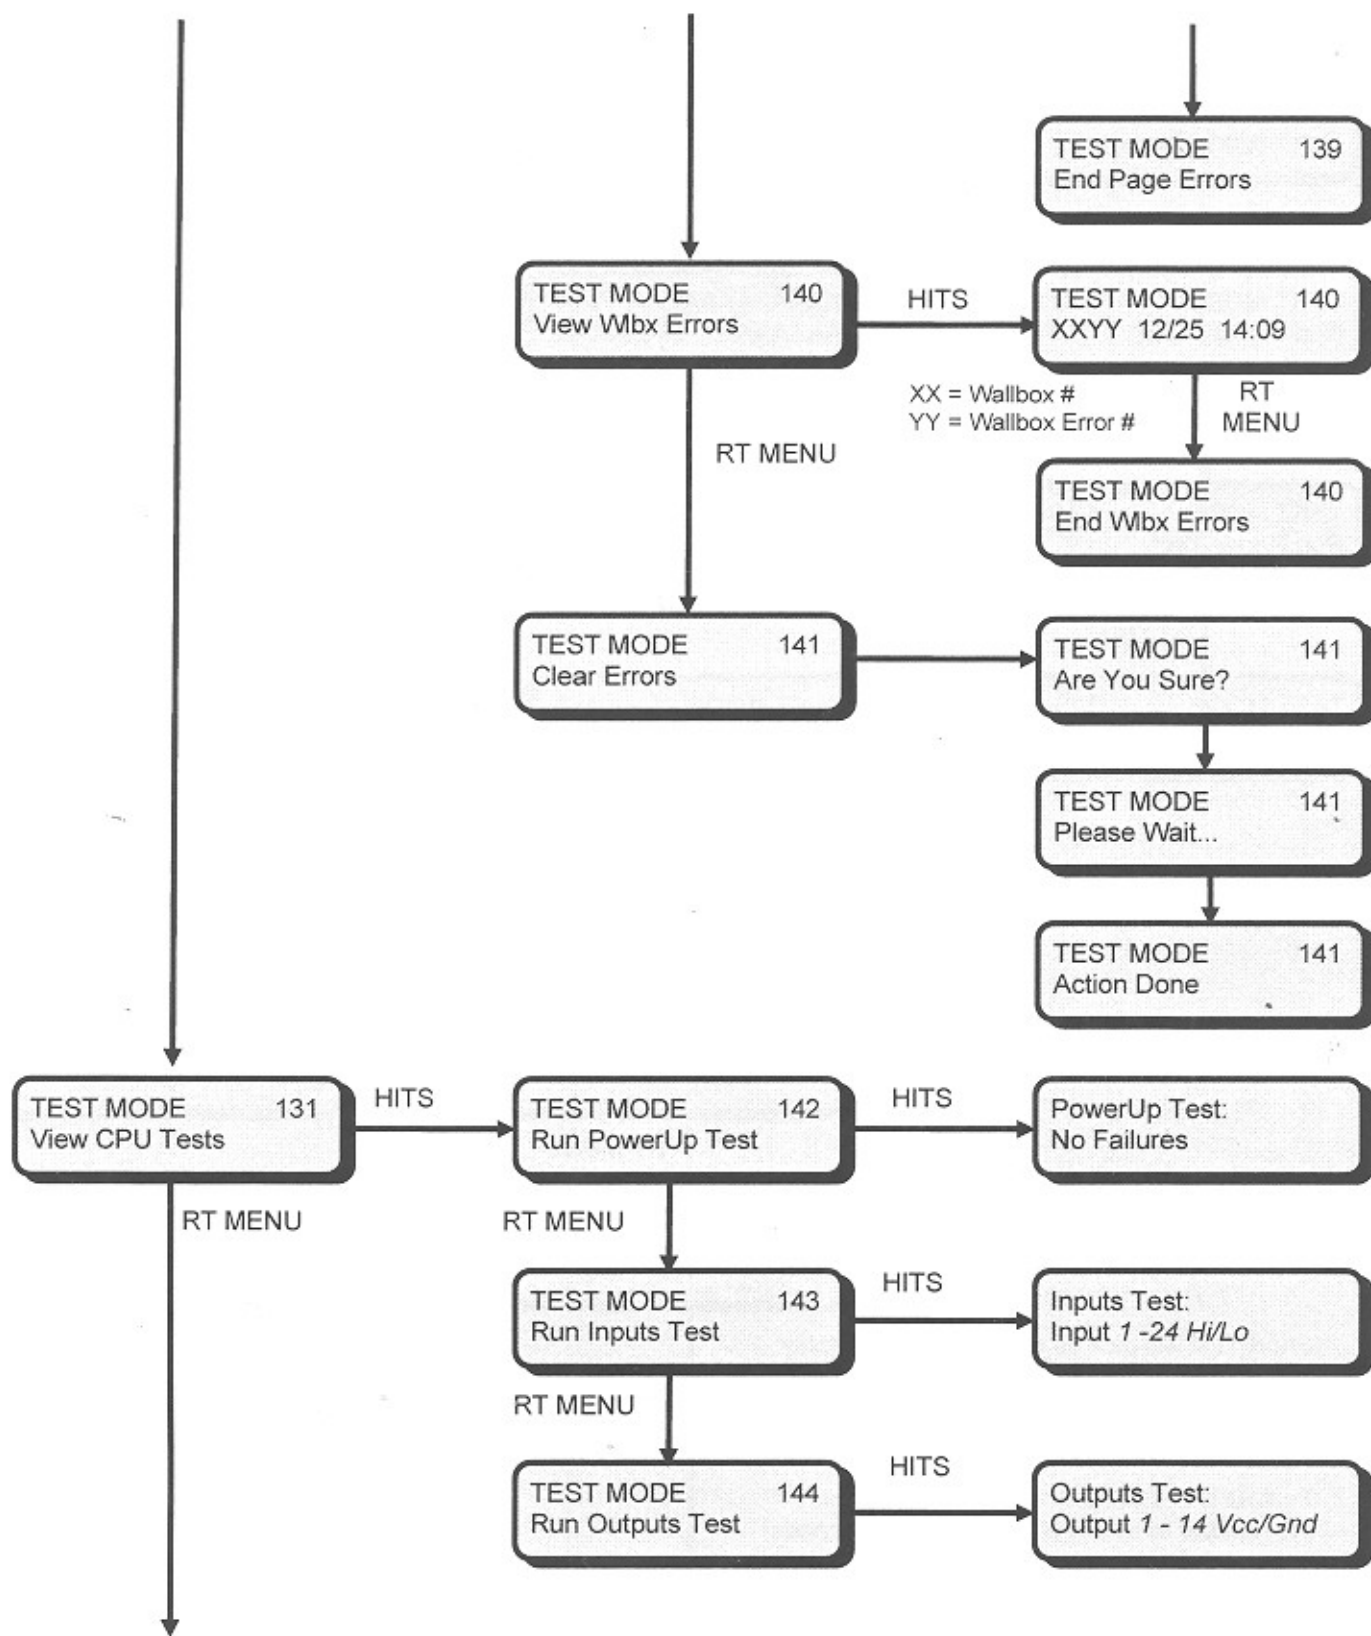 TEST MODE 139
End Page Errors
TEST MODE 140
View Wlbx Errors
HITS
TEST MODE 140
XXYY 12/25 14:09
XX = Wallbox #
YY = Wallbox Error #
RT
MENU
RT MENU
TEST MODE 140
End Wlbx Errors
TEST MODE 141
Clear Errors
TEST MODE 141
Are You Sure?
TEST MODE 141
Please Wait...
TEST MODE 141
Action Done
TEST MODE 131
View CPU Tests
HITS
TEST MODE 142
Run PowerUp Test
HITS
PowerUp Test:
No Failures
RT MENU
RT MENU
TEST MODE 143
Run Inputs Test
HITS
Inputs Test:
Input 1 -24 Hi/Lo
RT MENU
TEST MODE 144
Run Outputs Test
HITS
Outputs Test:
Output 1 - 14 Vcc/Gnd